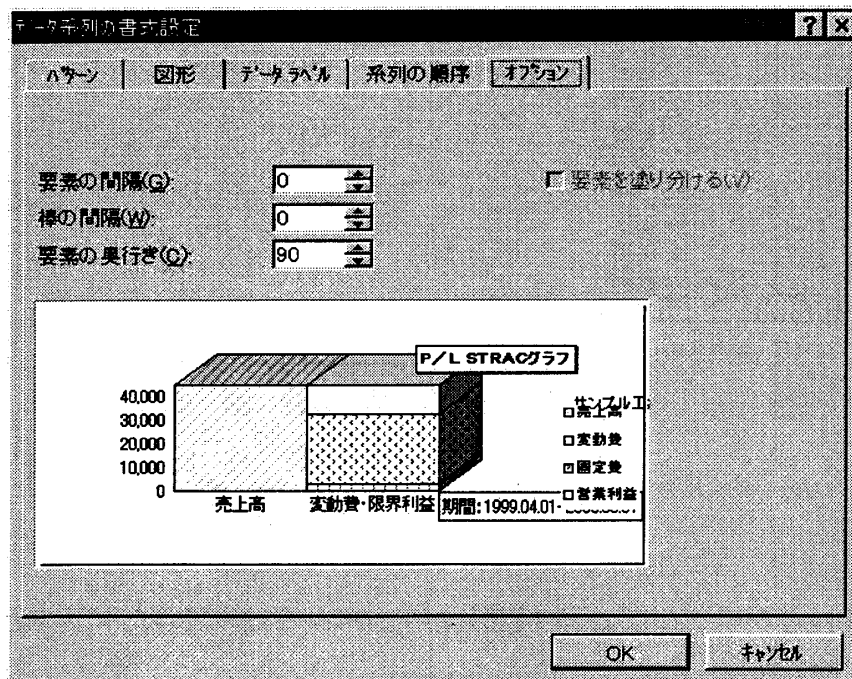 データ系列の書式設定
パターン 図形 データ ラベル 系列の順序 オプション
要素の間隔(G): 0
要素を塗り分ける(V)
棒の間隔(W): 0
要素の奥行き(C): 90
P/L STRACグラフ
40,000
30,000
20,000
10,000
0
売上高 変動費・限界利益
サンプル工
売上高
変動費
固定費
営業利益
期間:1999.04.01-
OK キャンセル